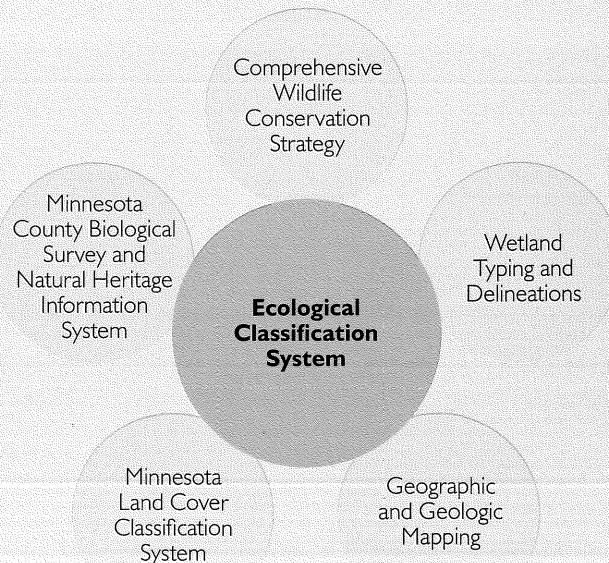 Comprehensive
Wildlife
Conservation
Strategy
Minnesota
County Biological
Survey and
Natural Heritage
Information
System
Wetland
Typing and
Delineations
Ecological
Classification
System
Minnesota
Land Cover
Classification
System
Geographic
and Geologic
Mapping